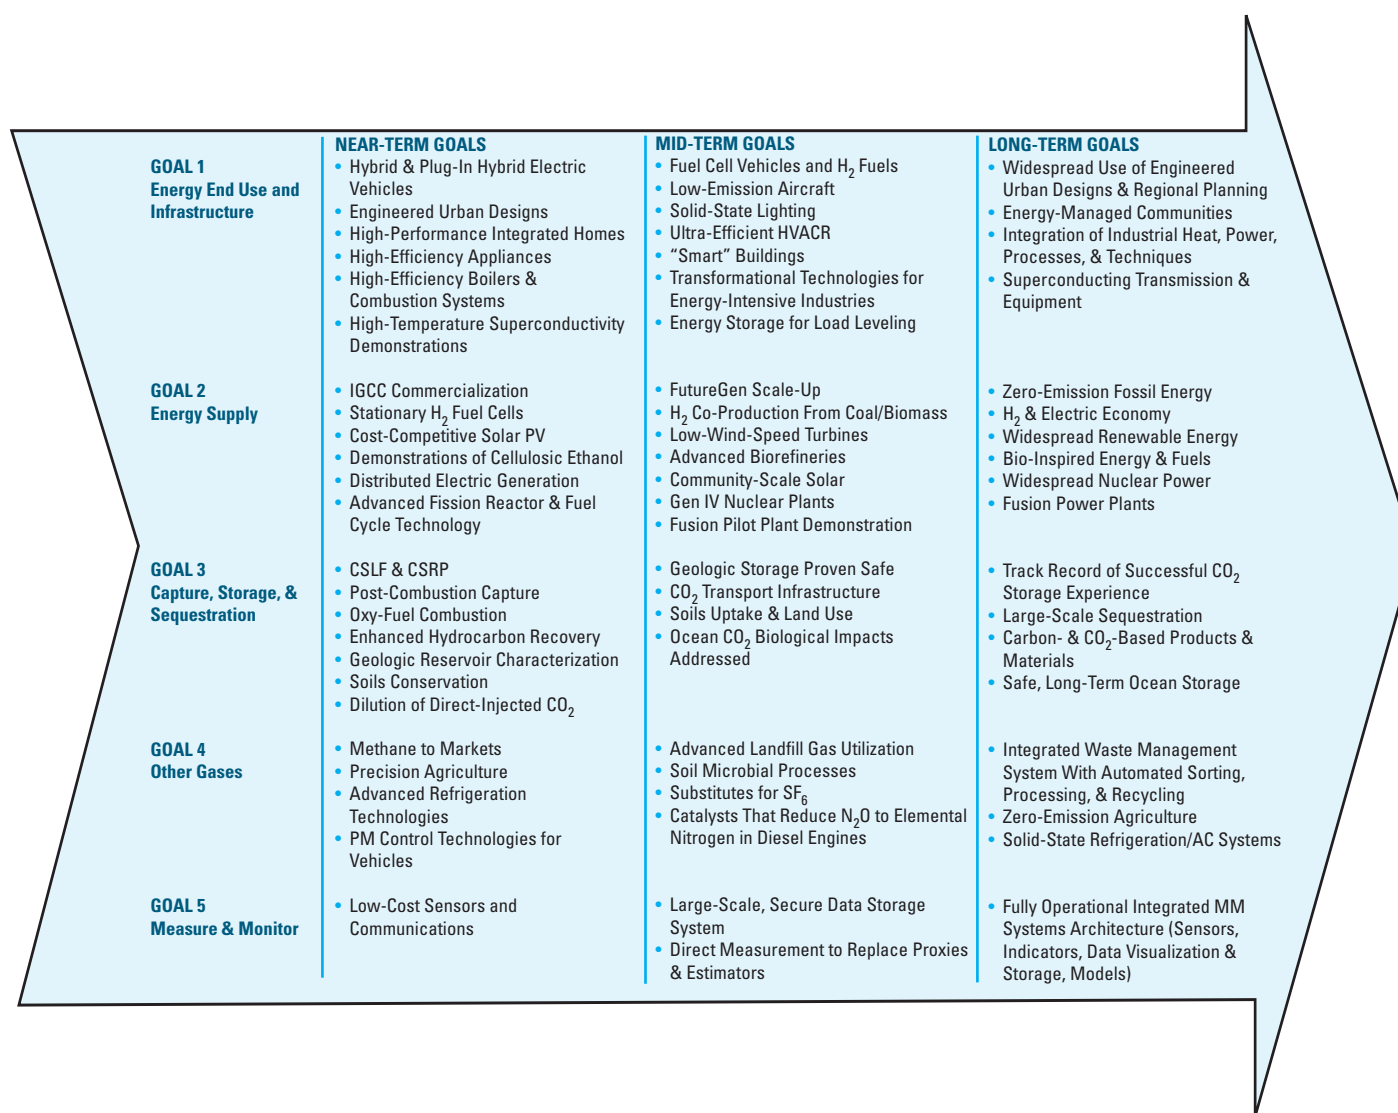 NEAR-TERM GOALS
MID-TERM GOALS
LONG-TERM GOALS
GOAL 1
Energy End Use and
Infrastructure
• Hybrid & Plug-In Hybrid Electric
Vehicles
• Engineered Urban Designs
• High-Performance Integrated Homes
• High-Efficiency Appliances
• High-Efficiency Boilers &
Combustion Systems
• High-Temperature Superconductivity
Demonstrations
• Fuel Cell Vehicles and H₂ Fuels
• Low-Emission Aircraft
• Solid-State Lighting
• Ultra-Efficient HVACR
• “Smart” Buildings
• Transformational Technologies for
Energy-Intensive Industries
• Energy Storage for Load Leveling
• Widespread Use of Engineered
Urban Designs & Regional Planning
• Energy-Managed Communities
• Integration of Industrial Heat, Power,
Processes, & Techniques
• Superconducting Transmission &
Equipment
GOAL 2
Energy Supply
• IGCC Commercialization
• Stationary H₂ Fuel Cells
• Cost-Competitive Solar PV
• Demonstrations of Cellulosic Ethanol
• Distributed Electric Generation
• Advanced Fission Reactor & Fuel
Cycle Technology
• FutureGen Scale-Up
• H₂ Co-Production From Coal/Biomass
• Low-Wind-Speed Turbines
• Advanced Biorefineries
• Community-Scale Solar
• Gen IV Nuclear Plants
• Fusion Pilot Plant Demonstration
• Zero-Emission Fossil Energy
• H₂ & Electric Economy
• Widespread Renewable Energy
• Bio-Inspired Energy & Fuels
• Widespread Nuclear Power
• Fusion Power Plants
GOAL 3
Capture, Storage, &
Sequestration
• CSLF & CSRP
• Post-Combustion Capture
• Oxy-Fuel Combustion
• Enhanced Hydrocarbon Recovery
• Geologic Reservoir Characterization
• Soils Conservation
• Dilution of Direct-Injected CO₂
• Geologic Storage Proven Safe
• CO₂ Transport Infrastructure
• Soils Uptake & Land Use
• Ocean CO₂ Biological Impacts
Addressed
• Track Record of Successful CO₂
Storage Experience
• Large-Scale Sequestration
• Carbon- & CO₂-Based Products &
Materials
• Safe, Long-Term Ocean Storage
GOAL 4
Other Gases
• Methane to Markets
• Precision Agriculture
• Advanced Refrigeration
Technologies
• PM Control Technologies for
Vehicles
• Advanced Landfill Gas Utilization
• Soil Microbial Processes
• Substitutes for SF₆
• Catalysts That Reduce N₂O to Elemental
Nitrogen in Diesel Engines
• Integrated Waste Management
System With Automated Sorting,
Processing, & Recycling
• Zero-Emission Agriculture
• Solid-State Refrigeration/AC Systems
GOAL 5
Measure & Monitor
• Low-Cost Sensors and
Communications
• Large-Scale, Secure Data Storage
System
• Direct Measurement to Replace Proxies
& Estimators
• Fully Operational Integrated MM
Systems Architecture (Sensors,
Indicators, Data Visualization &
Storage, Models)